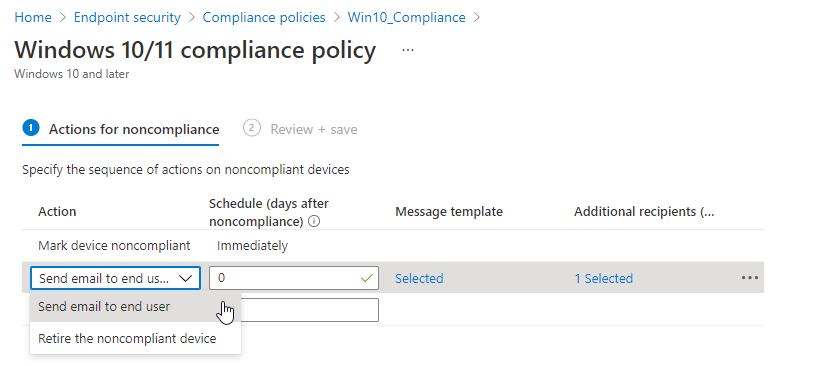 Home > Endpoint security > Compliance policies > Win10_Compliance >
Windows 10/11 compliance policy ...
Windows 10 and later
1 Actions for noncompliance 2 Review + save
Specify the sequence of actions on noncompliant devices
Action Schedule (days after noncompliance) Message template Additional recipients (...
Mark device noncompliant Immediately
Send email to end us... 0 Selected 1 Selected ...
Send email to end user
Retire the noncompliant device